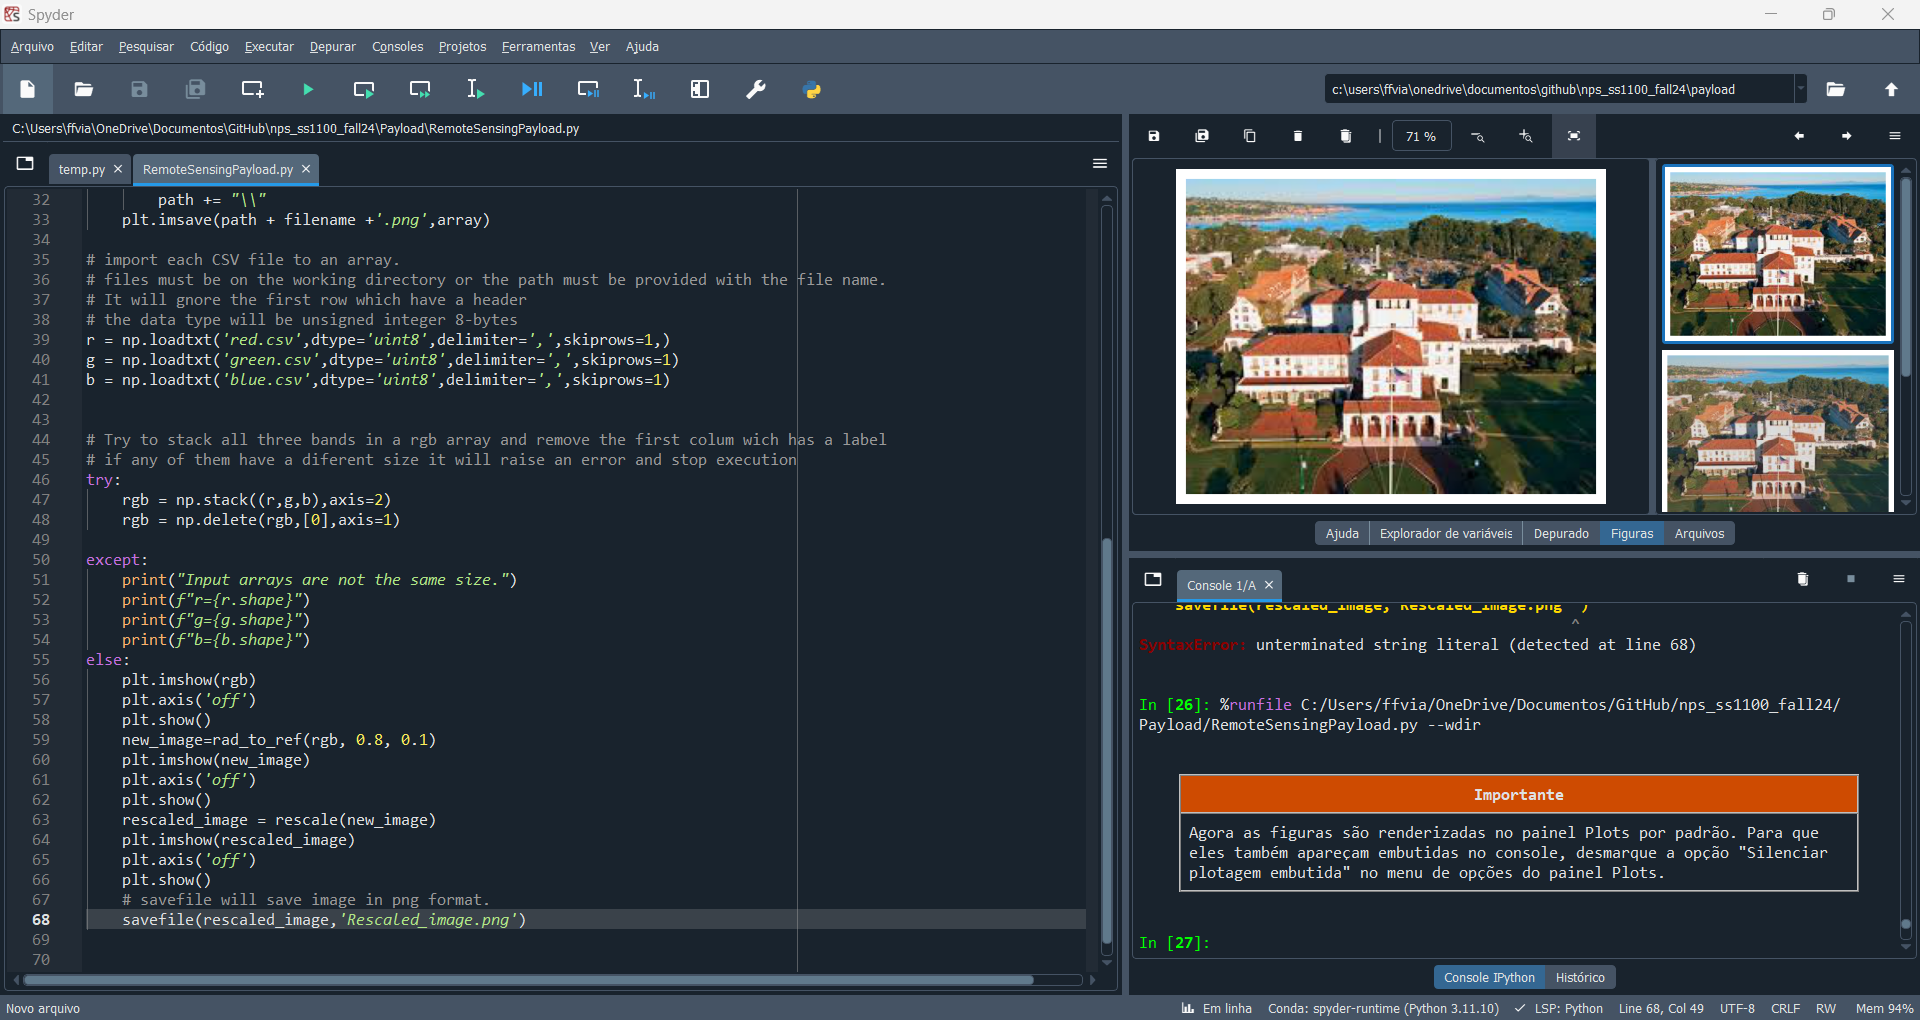 Spyder
Arquivo Editar Pesquisar Código Executar Depurar Consoles Projetos Ferramentas Ver Ajuda
c:\users\ffvia\onedrive\documentos\github\nps_ss1100_fall24\payload
C:\Users\ffvia\OneDrive\Documentos\GitHub\nps_ss1100_fall24\Payload\RemoteSensingPayload.py
temp.py RemoteSensingPayload.py
32 path += "\\"
33 plt.imsave(path + filename +'.png',array)
34
35 # import each CSV file to an array.
36 # files must be on the working directory or the path must be provided with the file name.
37 # It will gnore the first row which have a header
38 # the data type will be unsigned integer 8-bytes
39 r = np.loadtxt('red.csv',dtype='uint8',delimiter=',',skiprows=1,)
40 g = np.loadtxt('green.csv',dtype='uint8',delimiter=',',skiprows=1)
41 b = np.loadtxt('blue.csv',dtype='uint8',delimiter=',',skiprows=1)
42
43
44 # Try to stack all three bands in a rgb array and remove the first colum wich has a label
45 # if any of them have a diferent size it will raise an error and stop execution
46 try:
47 rgb = np.stack((r,g,b),axis=2)
48 rgb = np.delete(rgb,[0],axis=1)
49
50 except:
51 print("Input arrays are not the same size.")
52 print(f"r={r.shape}")
53 print(f"g={g.shape}")
54 print(f"b={b.shape}")
55 else:
56 plt.imshow(rgb)
57 plt.axis('off')
58 plt.show()
59 new_image=rad_to_ref(rgb, 0.8, 0.1)
60 plt.imshow(new_image)
61 plt.axis('off')
62 plt.show()
63 rescaled_image = rescale(new_image)
64 plt.imshow(rescaled_image)
65 plt.axis('off')
66 plt.show()
67 # savefile will save image in png format.
68 savefile(rescaled_image,'Rescaled_image.png')
69
70
71 %
Ajuda Explorador de variáveis Depurado Figuras Arquivos
Console 1/A
savefile(rescaled_image, Rescaled_image.png )
^
SyntaxError: unterminated string literal (detected at line 68)
In [26]: %runfile C:/Users/ffvia/OneDrive/Documentos/GitHub/nps_ss1100_fall24/
Payload/RemoteSensingPayload.py --wdir
Importante
Agora as figuras são renderizadas no painel Plots por padrão. Para que
eles também apareçam embutidas no console, desmarque a opção "Silenciar
plotagem embutida" no menu de opções do painel Plots.
In [27]:
Console IPython Histórico
Novo arquivo
Em linha Conda: spyder-runtime (Python 3.11.10) LSP: Python Line 68, Col 49 UTF-8 CRLF RW Mem 94%